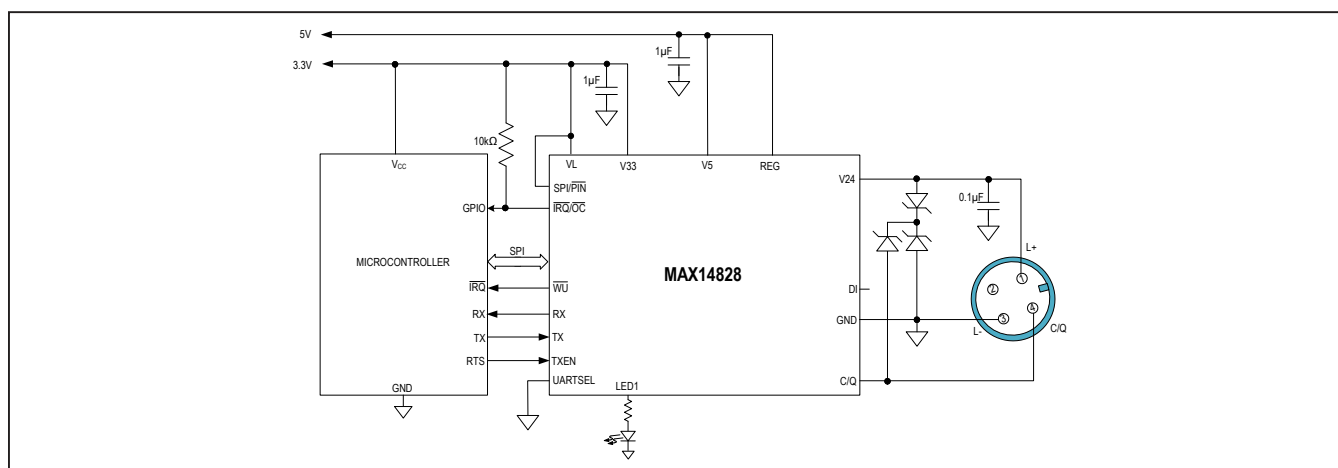 5V
1µF
3.3V
1µF
10kΩ
VCC
VL
V33
V5
REG
SPI/PIN
V24
GPIO
IRQ/OC
0.1µF
L+
SPI
MICROCONTROLLER
MAX14828
1
2
IRQ
WU
DI
4
RX
RX
GND
3
L-
C/Q
TX
TX
RTS
TXEN
UARTSEL
C/Q
GND
LED1